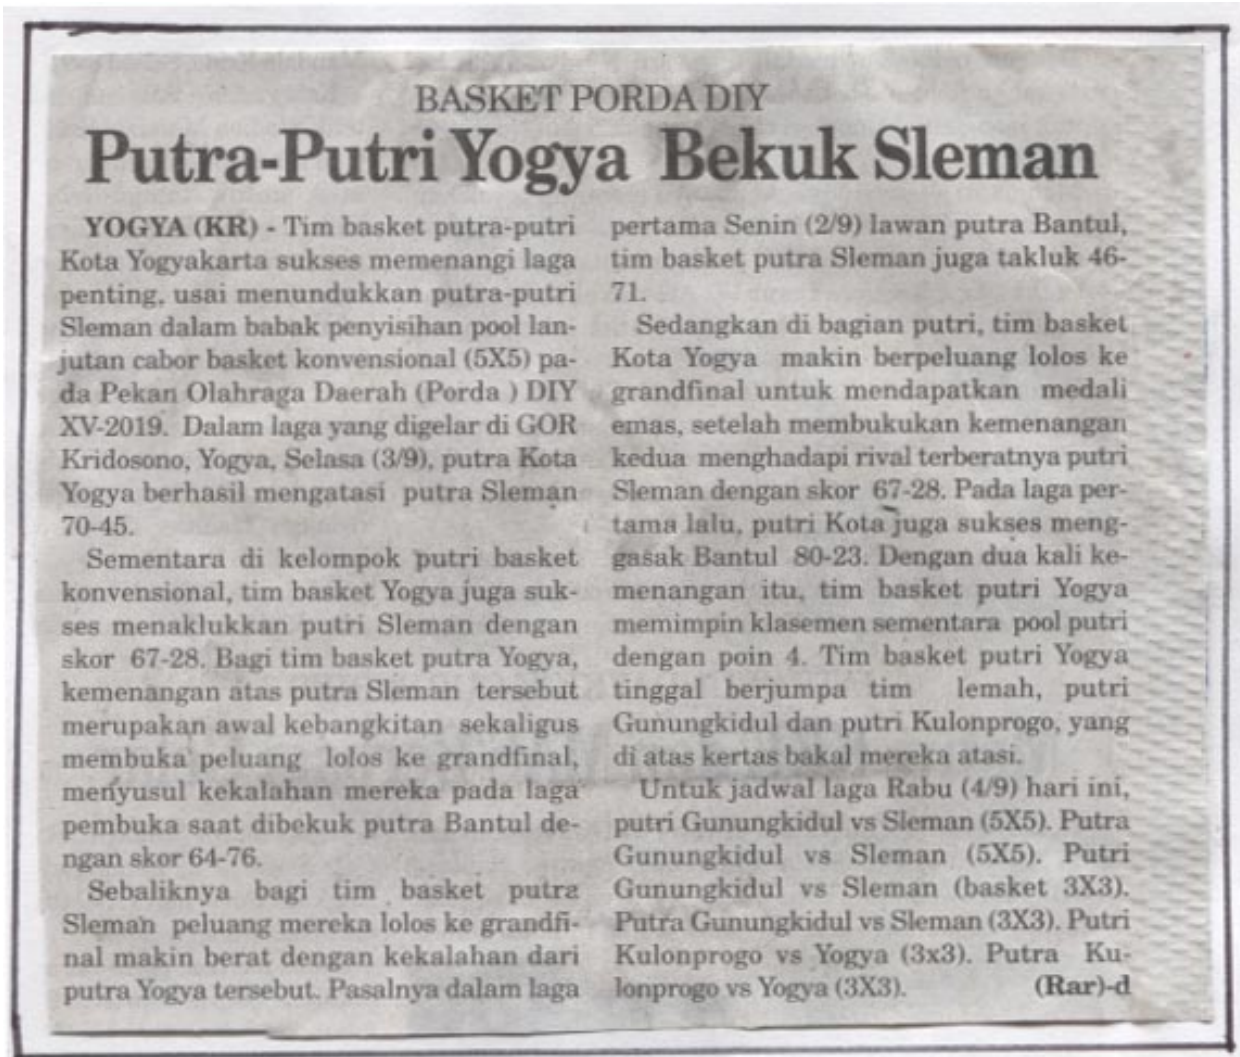 BASKET PORDA DIY
Putra-Putri Yogya Bekuk Sleman
YOGYA (KR) - Tim basket putra-putri
Kota Yogyakarta sukses memenangi laga
penting, usai menundukkan putra-putri
Sleman dalam babak penyisihan pool lan-
jutan cabor basket konvensional (5X5) pa-
da Pekan Olahraga Daerah (Porda ) DIY
XV-2019. Dalam laga yang digelar di GOR
Kridosono, Yogya, Selasa (3/9), putra Kota
Yogya berhasil mengatasi putra Sleman
70-45.
Sementara di kelompok putri basket
konvensional, tim basket Yogya juga suk-
ses menaklukkan putri Sleman dengan
skor 67-28. Bagi tim basket putra Yogya,
kemenangan atas putra Sleman tersebut
merupakan awal kebangkitan sekaligus
membuka peluang lolos ke grandfinal,
menyusul kekalahan mereka pada laga
pembuka saat dibekuk putra Bantul de-
ngan skor 64-76.
Sebaliknya bagi tim basket putra
Sleman peluang mereka lolos ke grandfi-
nal makin berat dengan kekalahan dari
putra Yogya tersebut. Pasalnya dalam laga
pertama Senin (2/9) lawan putra Bantul,
tim basket putra Sleman juga takluk 46-
71.
Sedangkan di bagian putri, tim basket
Kota Yogya makin berpeluang lolos ke
grandfinal untuk mendapatkan medali
emas, setelah membukukan kemenangan
kedua menghadapi rival terberatnya putri
Sleman dengan skor 67-28. Pada laga per-
tama lalu, putri Kota juga sukses meng-
gasak Bantul 80-23. Dengan dua kali ke-
menangan itu, tim basket putri Yogya
memimpin klasemen sementara pool putri
dengan poin 4. Tim basket putri Yogya
tinggal berjumpa tim lemah, putri
Gunungkidul dan putri Kulonprogo, yang
di atas kertas bakal mereka atasi.
Untuk jadwal laga Rabu (4/9) hari ini,
putri Gunungkidul vs Sleman (5X5). Putra
Gunungkidul vs Sleman (5X5). Putri
Gunungkidul vs Sleman (basket 3X3).
Putra Gunungkidul vs Sleman (3X3). Putri
Kulonprogo vs Yogya (3x3). Putra Ku-
lonprogo vs Yogya (3X3). (Rar)-d